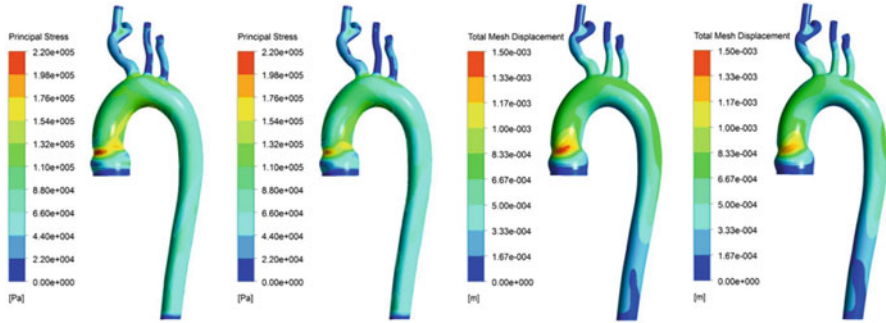 Principal Stress
2.20e+005
1.98e+005
1.76e+005
1.54e+005
1.32e+005
1.10e+005
8.80e+004
6.60e+004
4.40e+004
2.20e+004
0.00e+000
[Pa]
Principal Stress
2.20e+005
1.98e+005
1.76e+005
1.54e+005
1.32e+005
1.10e+005
8.80e+004
6.60e+004
4.40e+004
2.20e+004
0.00e+000
[Pa]
Total Mesh Displacement
1.50e-003
1.33e-003
1.17e-003
1.00e-003
8.33e-004
6.67e-004
5.00e-004
3.33e-004
1.67e-004
0.00e+000
[m]
Total Mesh Displacement
1.50e-003
1.33e-003
1.17e-003
1.00e-003
8.33e-004
6.67e-004
5.00e-004
3.33e-004
1.67e-004
0.00e+000
[m]